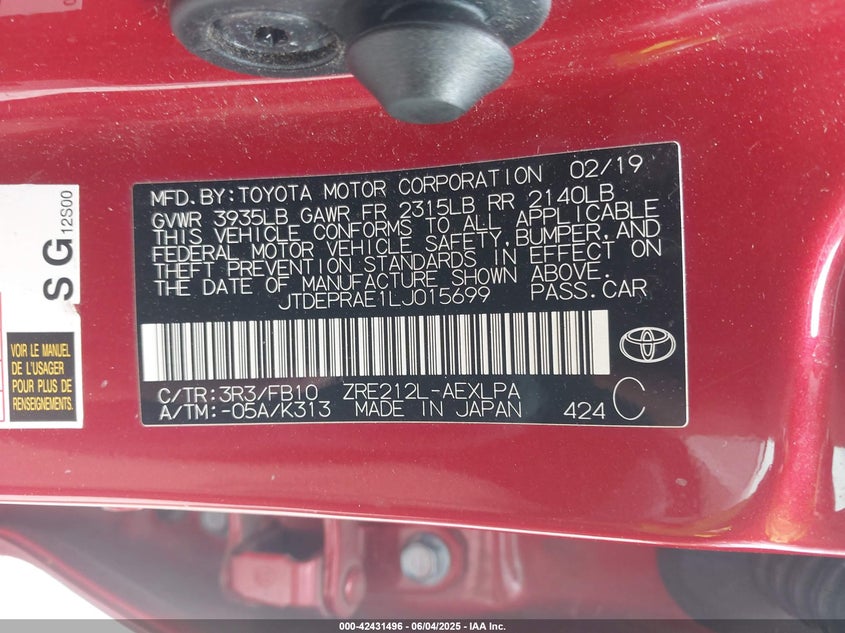 MFD.BY:TOYOTA MOTOR CORPORATION 02/19
GVWR 3935LB GAWR FR 2315LB RR 2140LB
THIS VEHICLE CONFORMS TO ALL APPLICABLE
FEDERAL MOTOR VEHICLE SAFETY,BUMPER,AND
THEFT PREVENTION STANDARDS IN EFFECT ON
THE DATE OF MANUFACTURE SHOWN ABOVE.
JTDEPRAE1LJ015699 PASS.CAR
C/TR:3R3/FB10 ZRE212L-AEXLPA
A/TM:-05A/K313 MADE IN JAPAN 424 C
SG
12S00
VOIR LE MANUEL
DE L'USAGER
POUR PLUS DE
RENSEIGNEMENTS
000-42431496 - 06/04/2025 - IAA Inc.